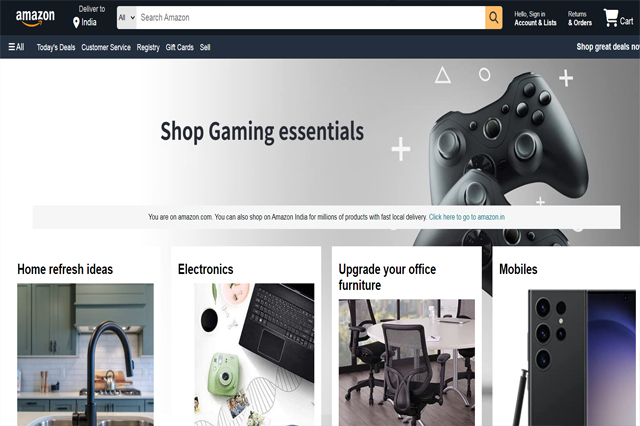 amazon
Deliver to
India
All
Search Amazon
Hello, Sign in
Account & Lists
Returns
& Orders
Cart
All
Today's Deals
Customer Service
Registry
Gift Cards
Sell
Shop great deals no
Shop Gaming essentials
You are on amazon.com. You can also shop on Amazon India for millions of products with fast local delivery. Click here to go to amazon.in
Home refresh ideas
Electronics
Upgrade your office
furniture
Mobiles